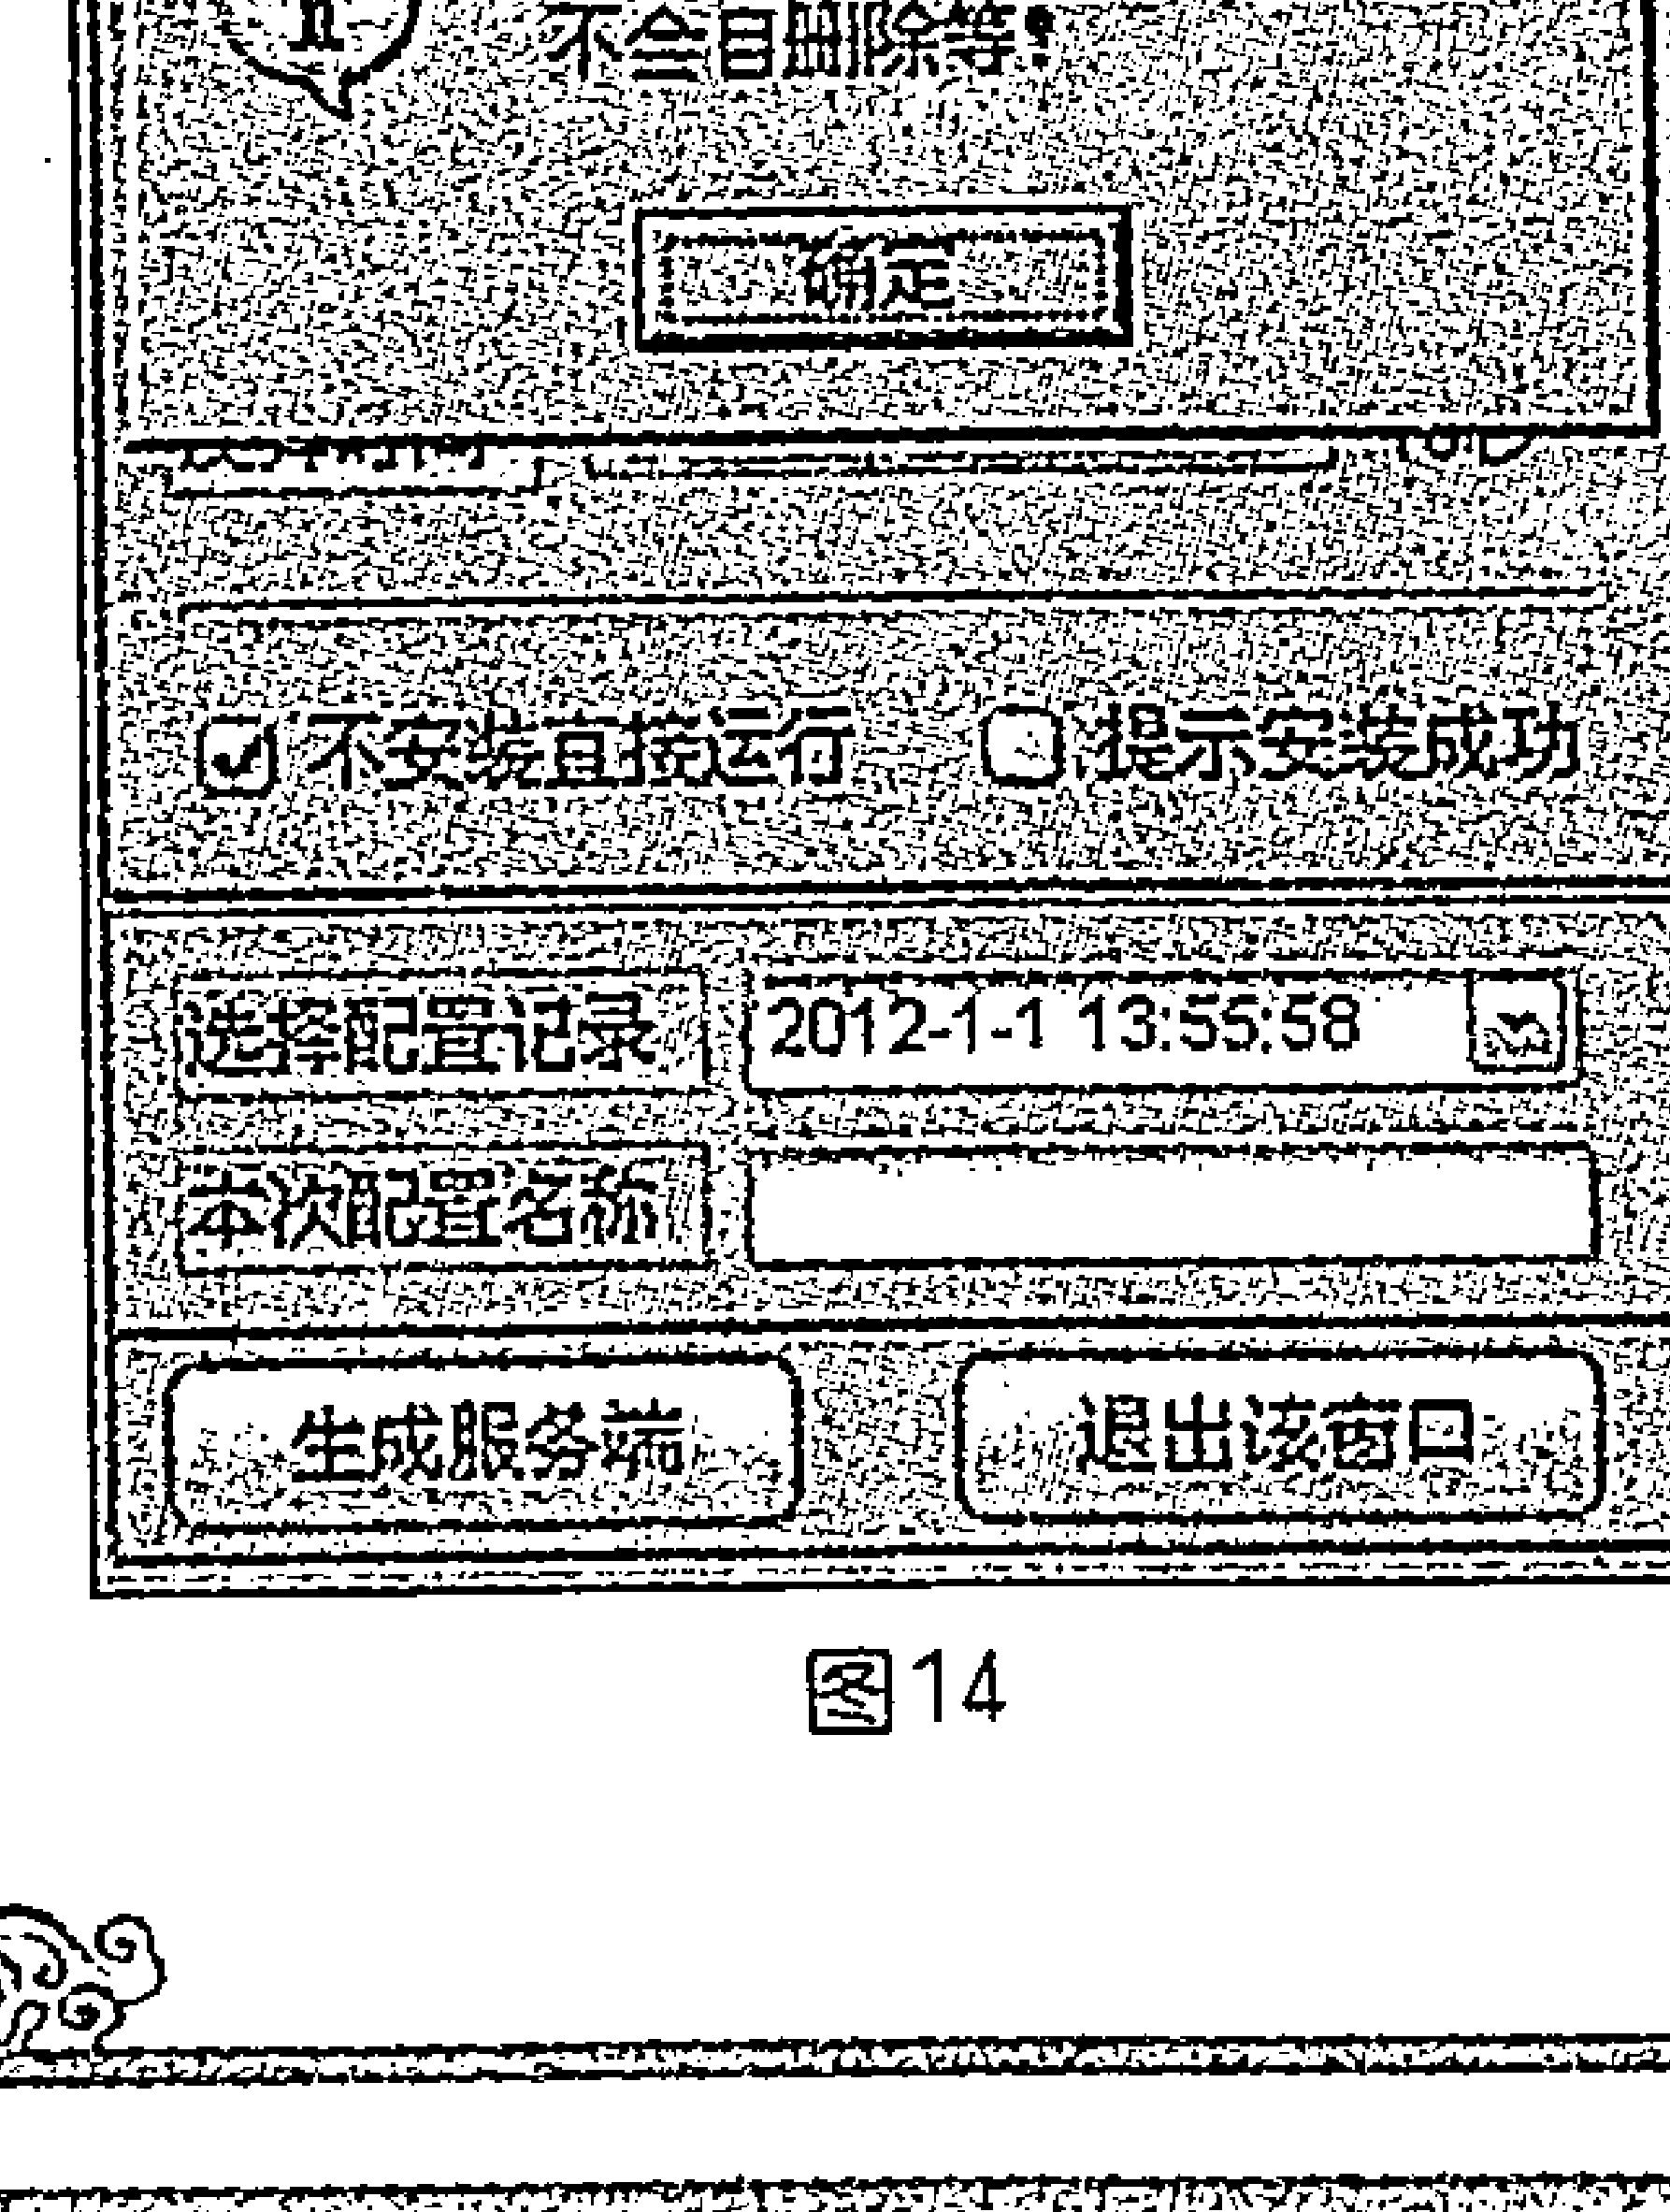 不会自删除等!
确定
不安装直接运行 提示安装成功
选择配置记录 2012-1-1 13:55:58
本次配置名称
生成服务端 退出该窗口
图14